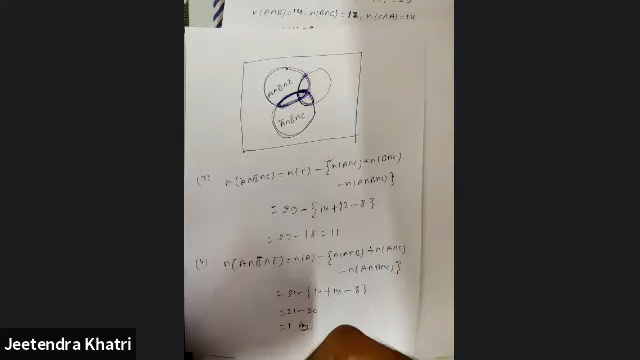 n(A∩B)=14, n(B∩C)=12, n(C∩A)=14
A∩B̄∩C̄
Ā∩B̄∩C
(3) n(Ā∩B̄∩C)=n(C) - {n(A∩C)+n(B∩C)
-n(A∩B∩C)}
=29-{14+12-8}
=29-18=11
(4) n(A∩B̄∩C̄)=n(A)-{n(A∩B)+n(A∩C)
-n(A∩B∩C)}
=21-{14+14-8}
=21-20
=1
Jeetendra Khatri